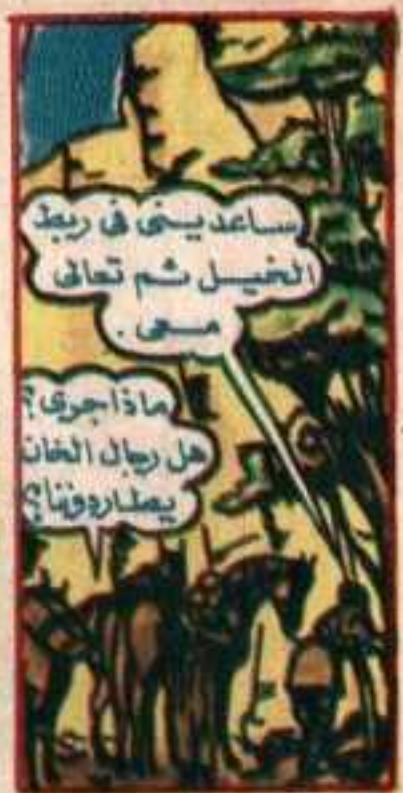 ساعدينى فى ربط
الخيل ثم تعالى
معى .
ماذا جرى ؟
هل رجال الخان
يطاردوننا ؟